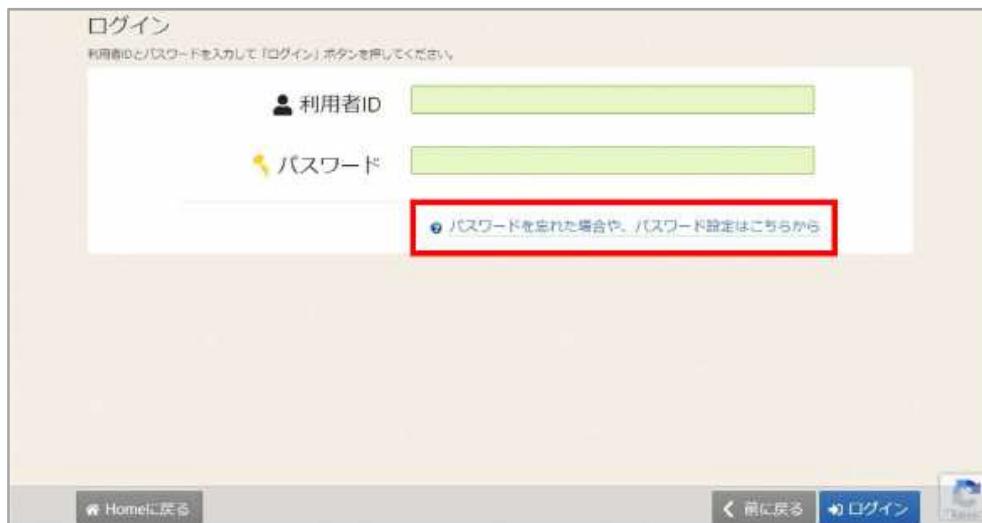 ログイン
利用者IDとパスワードを入力して「ログイン」ボタンを押してください。
利用者ID
パスワード
パスワードを忘れた場合や、パスワード設定はこちらから
Homeに戻る
前に戻る
ログイン